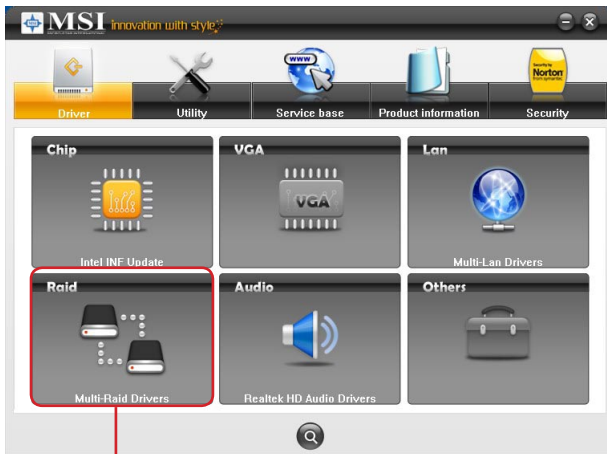 MSI innovation with style
Driver
Utility
WWW
Service base
Product information
Norton
Security
Chip
Intel INF Update
VGA
VGA
Lan
Multi-Lan Drivers
Raid
Multi-Raid Drivers
Audio
Realtek HD Audio Drivers
Others